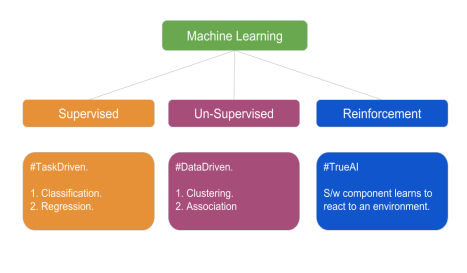 Machine Learning
Supervised
Un-Supervised
Reinforcement
#TaskDriven.
1. Classification.
2. Regression.
#DataDriven.
1. Clustering.
2. Association
#TrueAI
S/w component learns to
react to an environment.